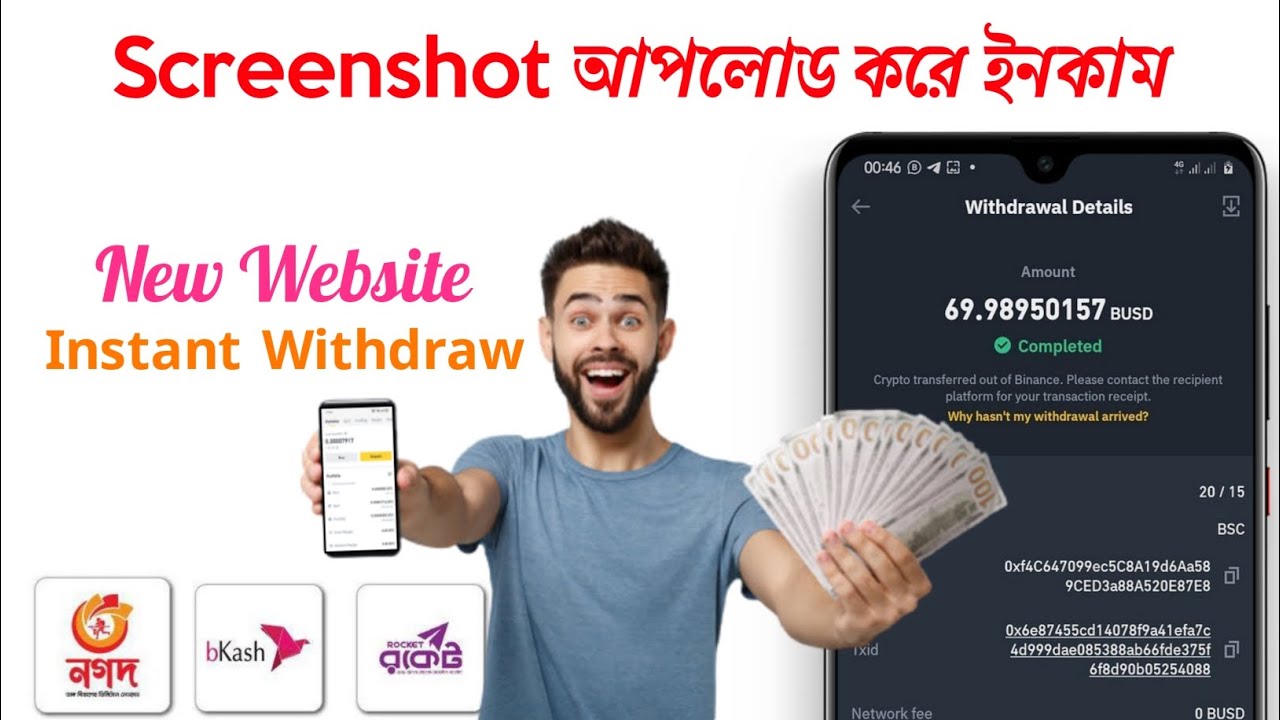 Screenshot আপলোড করে ইনকাম
New Website
Instant Withdraw
নগদ
bKash
ROCKET
রকেট
00:46
4G
Withdrawal Details
Amount
69.98950157 BUSD
Completed
Crypto transferred out of Binance. Please contact the recipient
platform for your transaction receipt.
Why hasn't my withdrawal arrived?
20 / 15
BSC
0xf4C647099ec5C8A19d6Aa58
9CED3a88A520E87E8
Txid
0x6e87455cd14078f9a41efa7c
4d999dae085388ab66fde375f
6f8d90b05254088
Network fee
0 BUSD